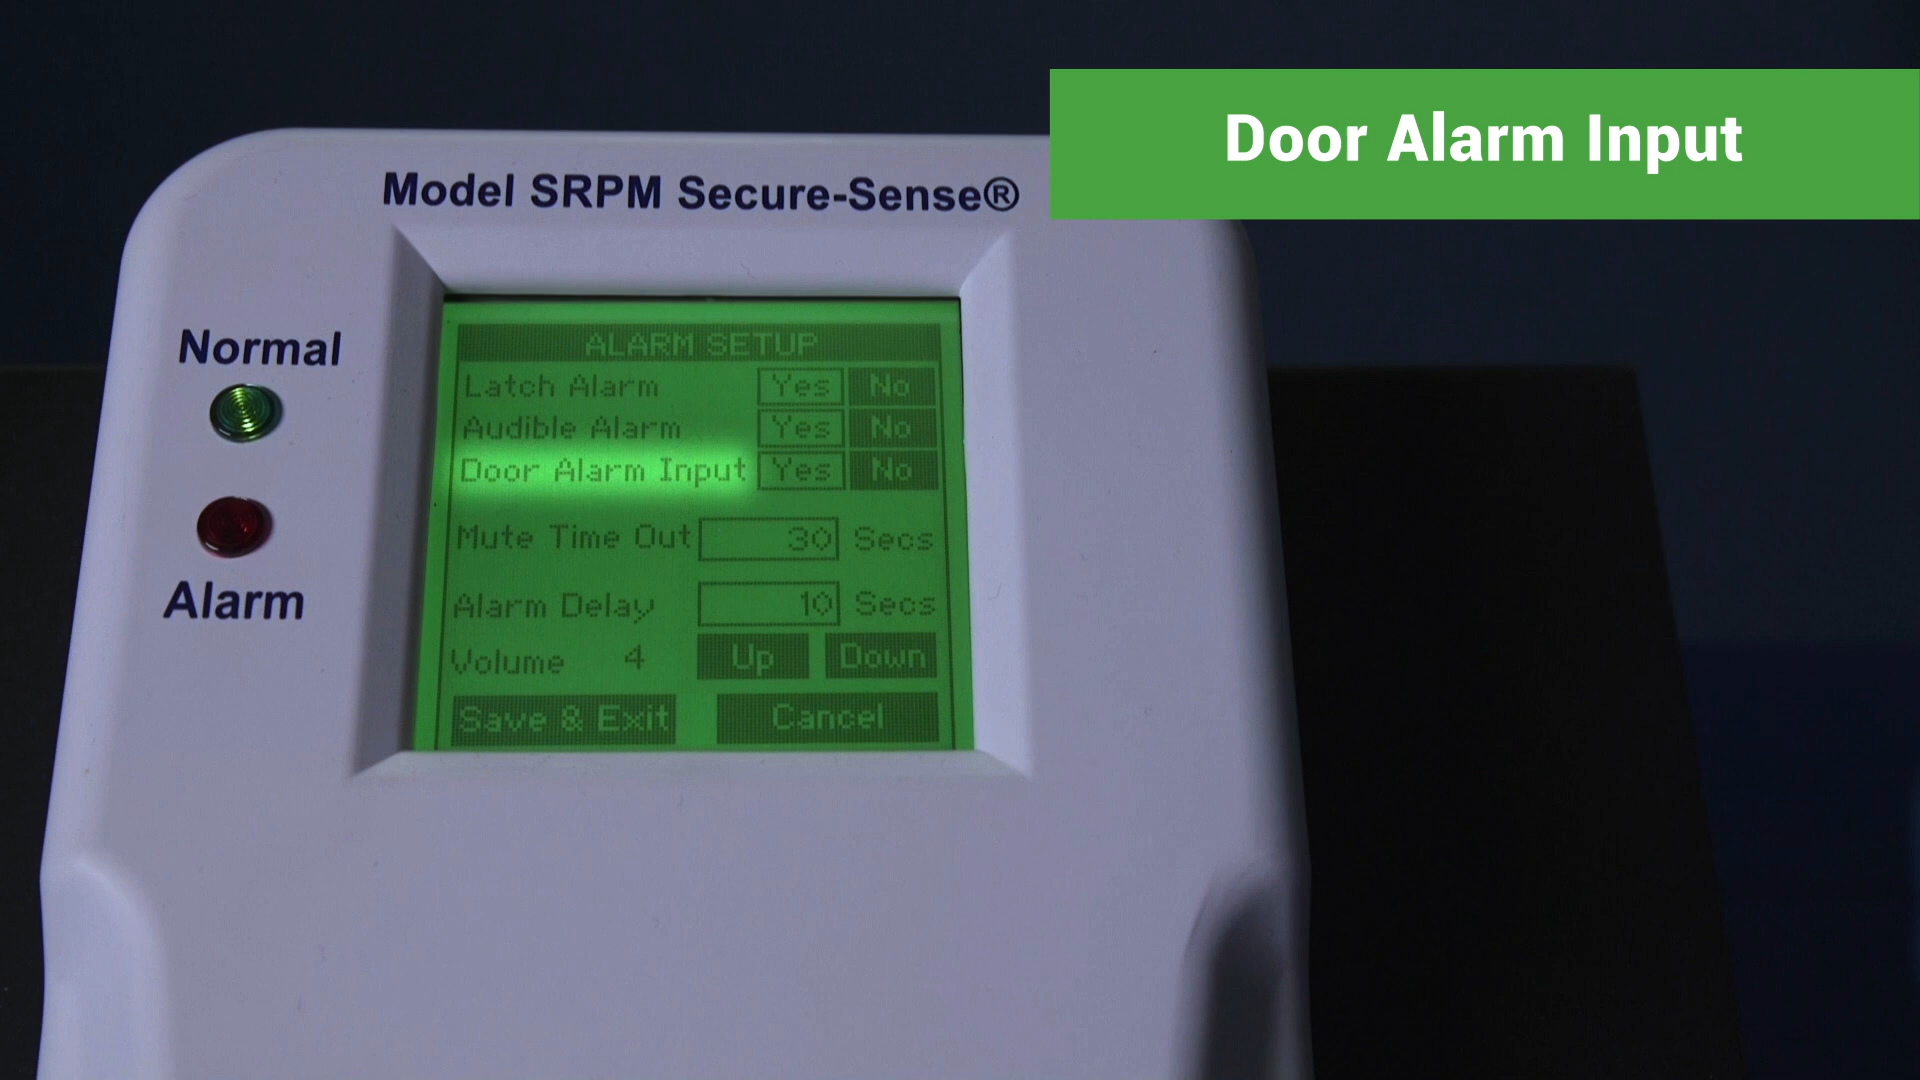 Door Alarm Input
Model SRPM Secure-Sense®
Normal
Alarm
ALARM SETUP
Latch Alarm Yes No
Audible Alarm Yes No
Door Alarm Input Yes No
Mute Time Out 30 Secs
Alarm Delay 10 Secs
Volume 4 Up Down
Save & Exit Cancel